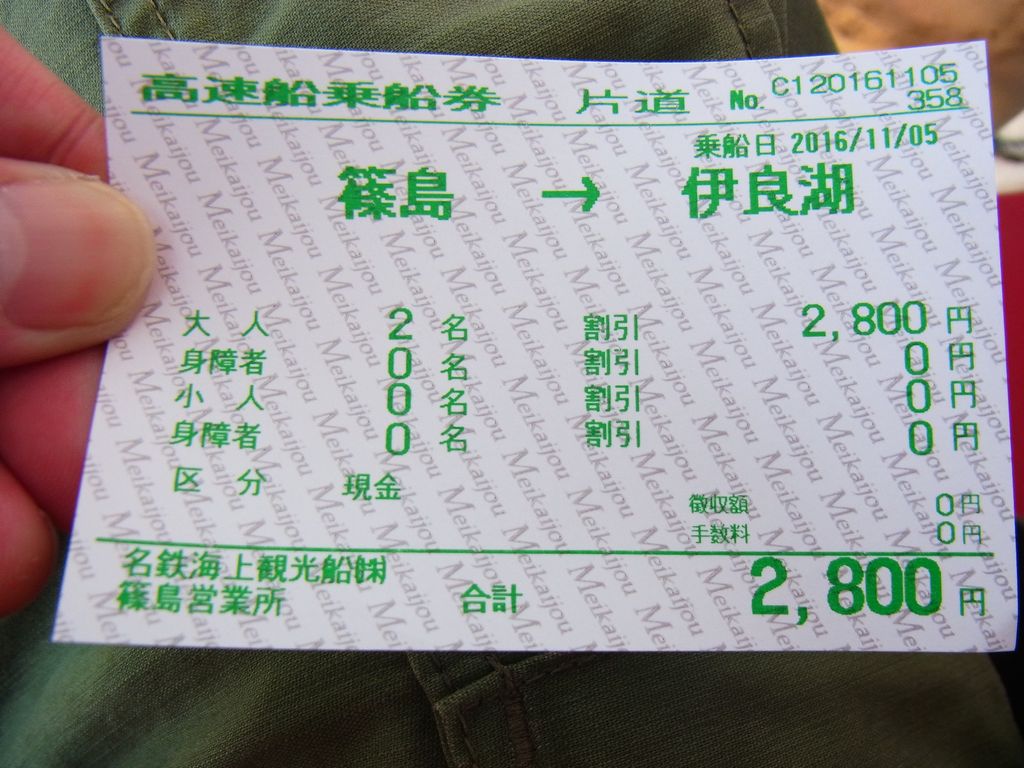 高速船乗船券 片道 No. C120161105
358
乗船日 2016/11/05
篠島 → 伊良湖
大 人 2 名 割引 2,800 円
身障者 0 名 割引 0 円
小 人 0 名 割引 0 円
身障者 0 名 割引 0 円
区 分 現金
徴収額 0 円
手数料 0 円
名鉄海上観光船㈱
篠島営業所 合計 2,800 円
Meikaijou